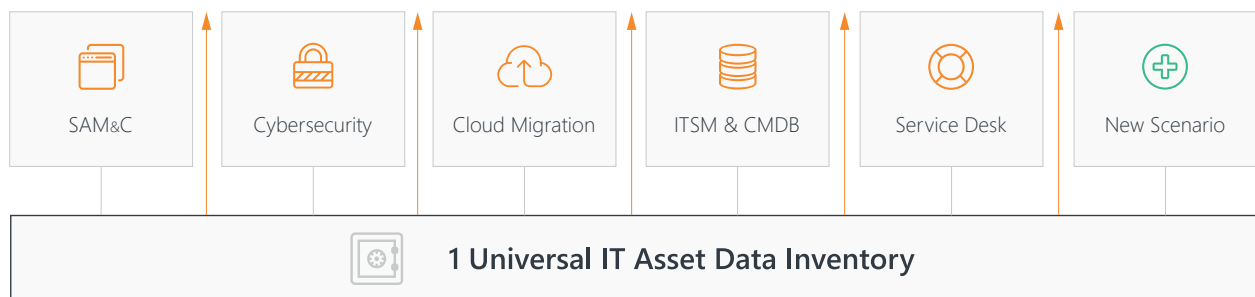 SAM&C
Cybersecurity
Cloud Migration
ITSM & CMDB
Service Desk
New Scenario
1 Universal IT Asset Data Inventory